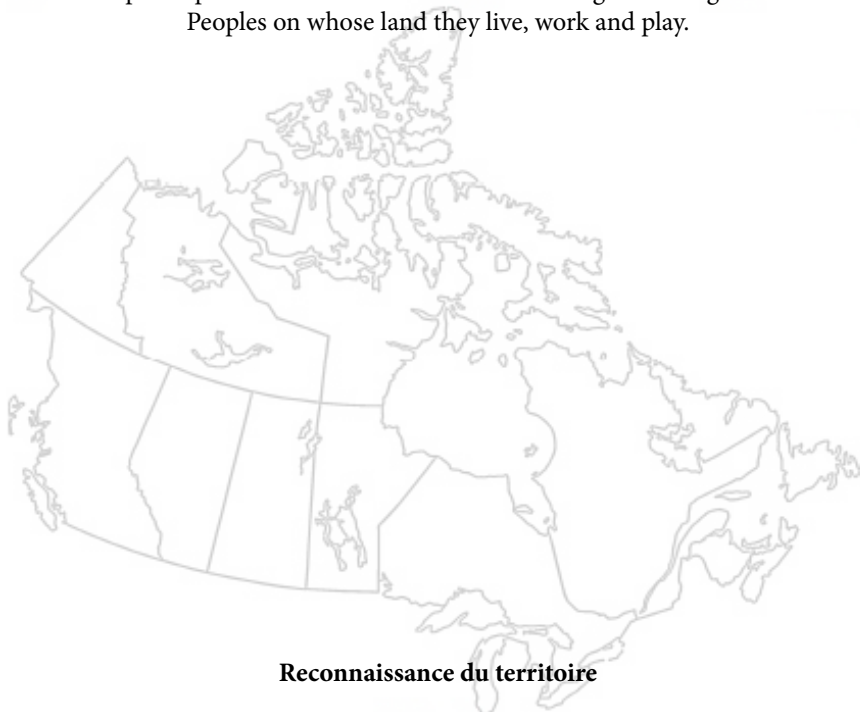 Peoples on whose land they live, work and play.
Reconnaissance du territoire